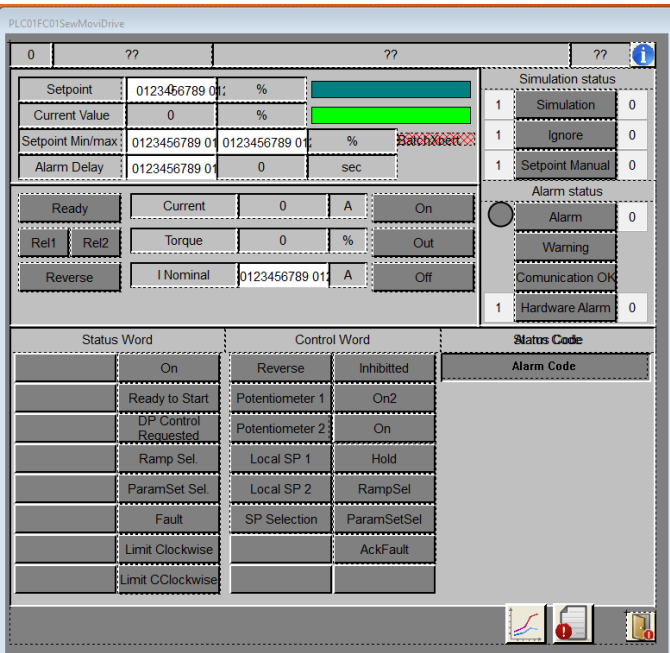 PLC01FC01SewMoviDrive
0 ?? ?? ??
Setpoint 0 %
Current Value 0 %
Setpoint Min/max 0123456789 01 0123456789 01 % BatchXpert
Alarm Delay 0123456789 01 0 sec
Simulation status
1 Simulation 0
1 Ignore 0
1 Setpoint Manual 0
Alarm status
Alarm 0
Warning
Comunication OK
1 Hardware Alarm 0
Ready Current 0 A On
Rel1 Rel2 Torque 0 % Out
Reverse I Nominal 0123456789 012 A Off
Status Word Control Word
Alarm Code
On Reverse Inhibitted
Ready to Start Potentiometer 1 On2
DP Control
Requested Potentiometer 2 On
Ramp Sel. Local SP 1 Hold
ParamSet Sel. Local SP 2 RampSel
Fault SP Selection ParamSetSel
Limit Clockwise AckFault
Limit CClockwise